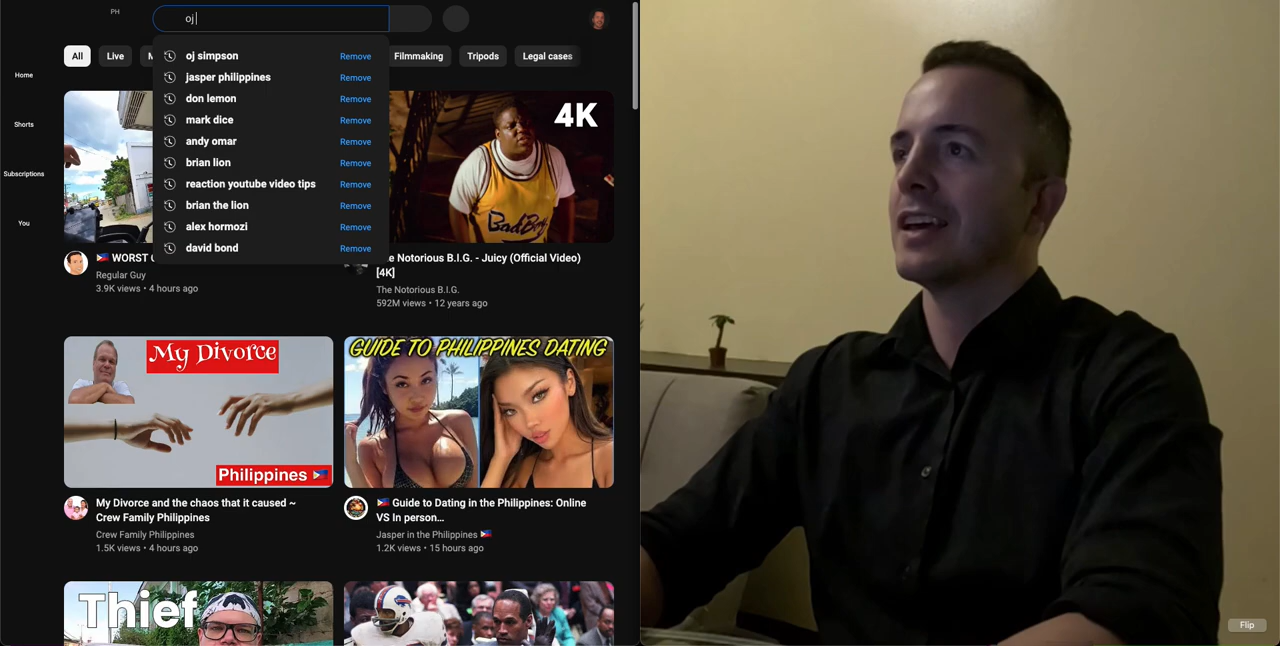 PH
oj
All
Live
M
Filmmaking
Tripods
Legal cases
oj simpson
Remove
jasper philippines
Remove
don lemon
Remove
mark dice
Remove
andy omar
Remove
brian lion
Remove
reaction youtube video tips
Remove
brian the lion
Remove
alex hormozi
Remove
david bond
Remove
Home
Shorts
Subscriptions
You
4K
Bad Boy
WORST
Regular Guy
3.9K views • 4 hours ago
e Notorious B.I.G. - Juicy (Official Video)
[4K]
The Notorious B.I.G.
592M views • 12 years ago
My Divorce
Philippines
My Divorce and the chaos that it caused ~
Crew Family Philippines
Crew Family Philippines
1.5K views • 4 hours ago
GUIDE TO PHILIPPINES DATING
Guide to Dating in the Philippines: Online
VS In person...
Jasper in the Philippines
1.2K views • 15 hours ago
Thief
Flip